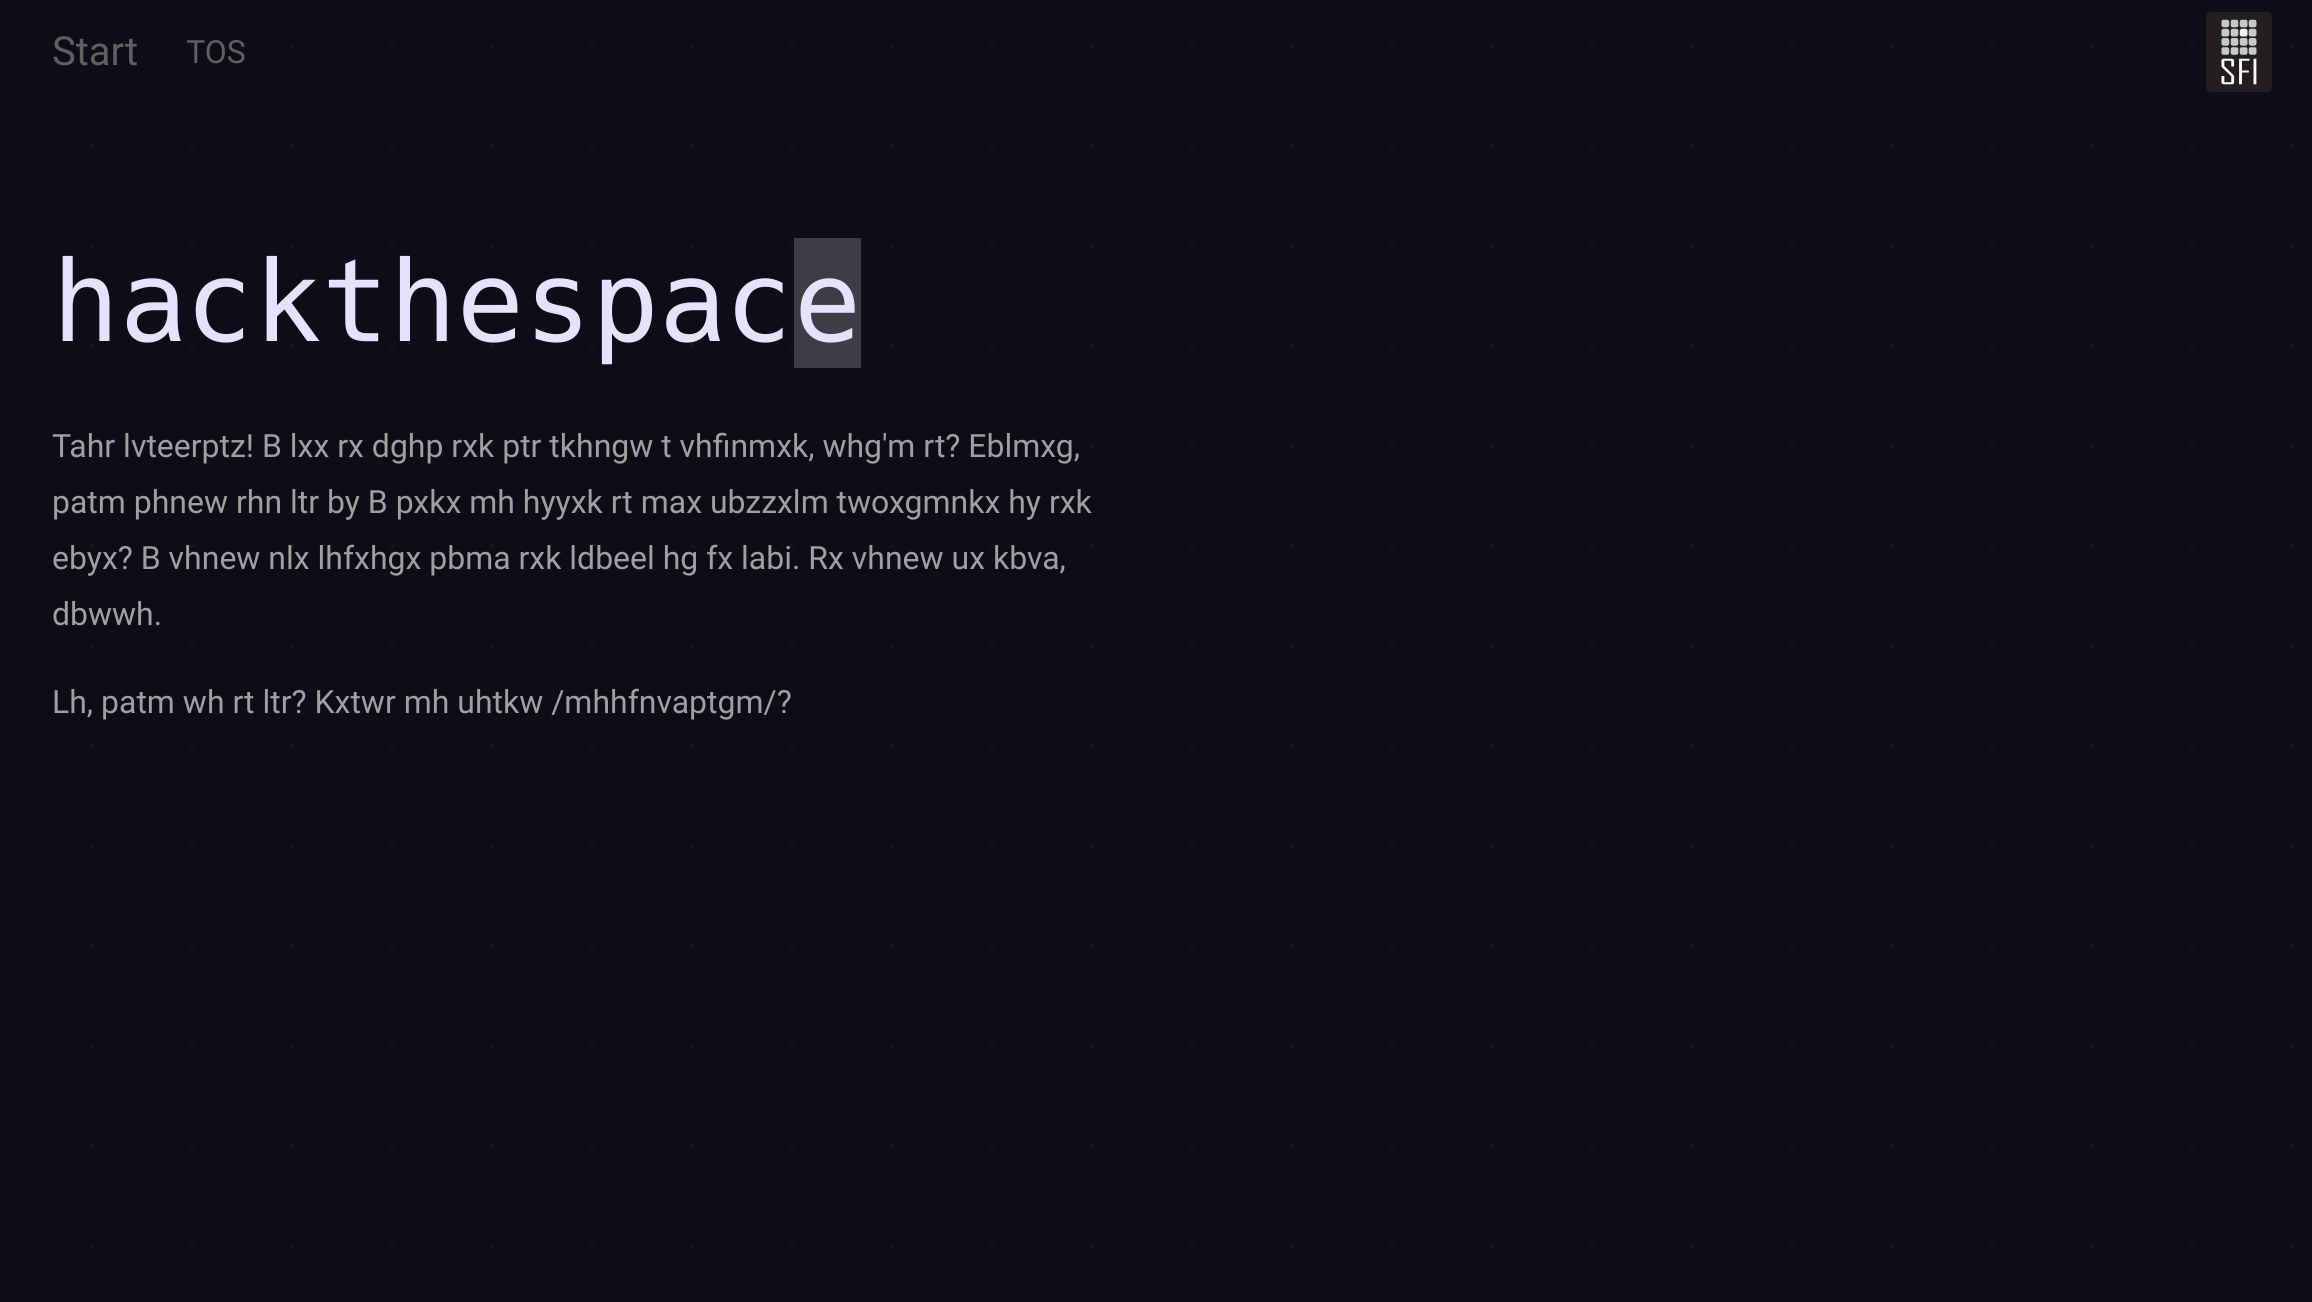 Start TOS
SFI
hackthespace
Tahr lvteerptz! B lxx rx dghp rxk ptr tkhngw t vhfinmxk, whg'm rt? Eblmxg,
patm phnew rhn ltr by B pxkx mh hyyxk rt max ubzzxlm twoxgmnkx hy rxk
ebyx? B vhnew nlx lhfxhgx pbma rxk ldbeel hg fx labi. Rx vhnew ux kbva,
dbwwh.
Lh, patm wh rt ltr? Kxtwr mh uhtkw /mhhfnvaptgm/?